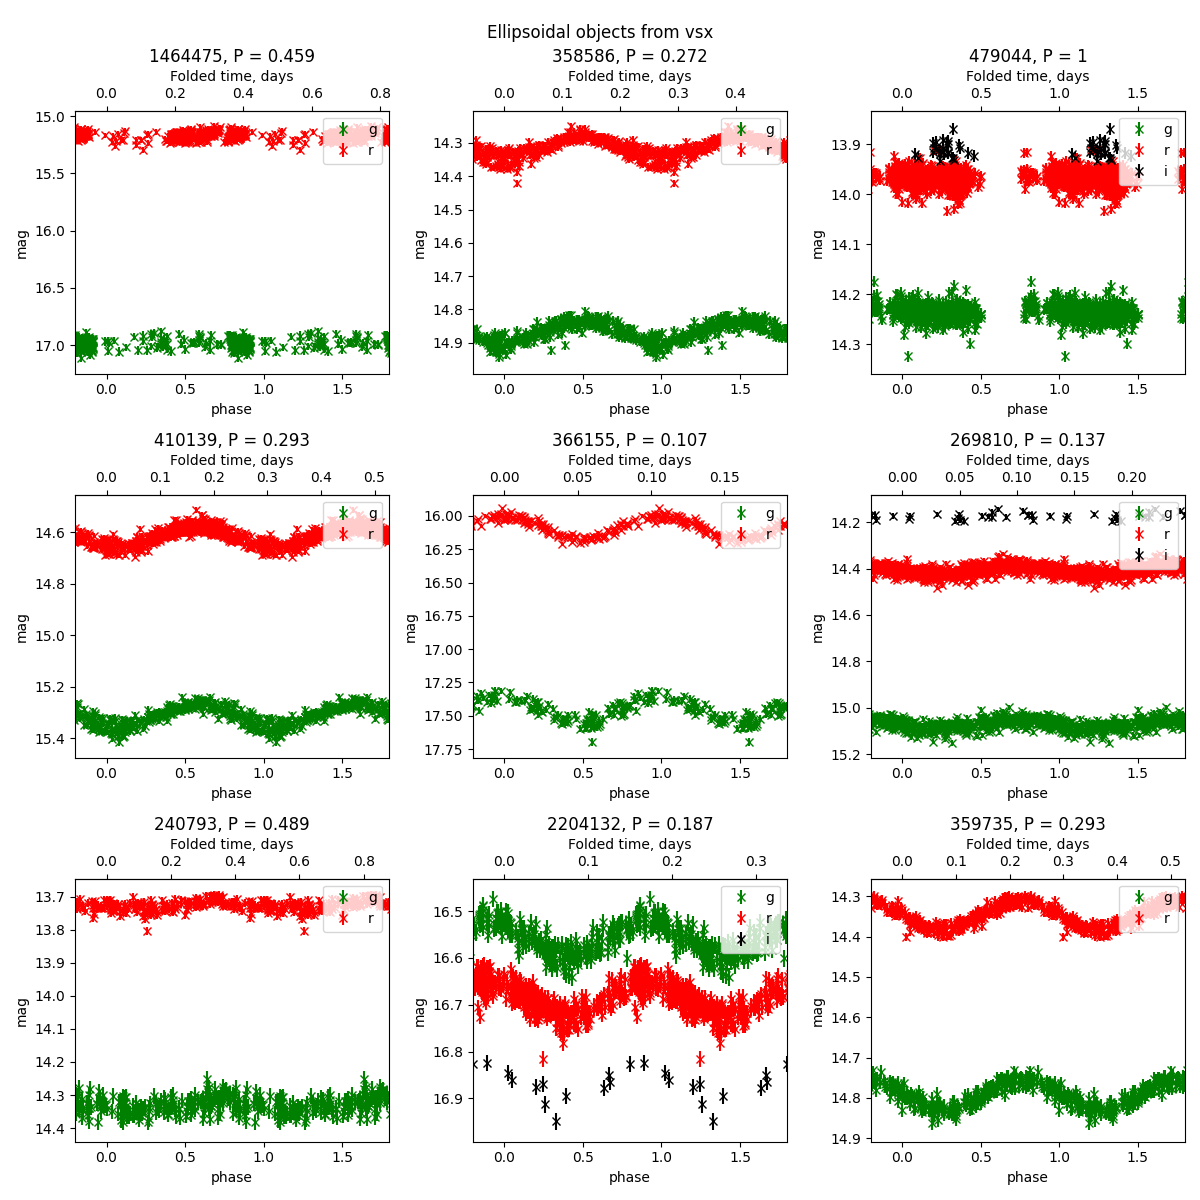 Ellipsoidal objects from vsx
1464475, P = 0.459
Folded time, days
0.0 0.2 0.4 0.6 0.8
15.0
15.5
16.0
16.5
17.0
mag
g
r
0.0 0.5 1.0 1.5
phase
358586, P = 0.272
Folded time, days
0.0 0.1 0.2 0.3 0.4
14.3
14.4
14.5
14.6
14.7
14.8
14.9
mag
g
r
0.0 0.5 1.0 1.5
phase
479044, P = 1
Folded time, days
0.0 0.5 1.0 1.5
13.9
14.0
14.1
14.2
14.3
mag
g
r
i
0.0 0.5 1.0 1.5
phase
410139, P = 0.293
Folded time, days
0.0 0.1 0.2 0.3 0.4 0.5
14.6
14.8
15.0
15.2
15.4
mag
g
r
0.0 0.5 1.0 1.5
phase
366155, P = 0.107
Folded time, days
0.00 0.05 0.10 0.15
16.00
16.25
16.50
16.75
17.00
17.25
17.50
17.75
mag
g
r
0.0 0.5 1.0 1.5
phase
269810, P = 0.137
Folded time, days
0.00 0.05 0.10 0.15 0.20
14.2
14.4
14.6
14.8
15.0
15.2
mag
g
r
i
0.0 0.5 1.0 1.5
phase
240793, P = 0.489
Folded time, days
0.0 0.2 0.4 0.6 0.8
13.7
13.8
13.9
14.0
14.1
14.2
14.3
14.4
mag
g
r
0.0 0.5 1.0 1.5
phase
2204132, P = 0.187
Folded time, days
0.0 0.1 0.2 0.3
16.5
16.6
16.7
16.8
16.9
mag
g
r
i
0.0 0.5 1.0 1.5
phase
359735, P = 0.293
Folded time, days
0.0 0.1 0.2 0.3 0.4 0.5
14.3
14.4
14.5
14.6
14.7
14.8
14.9
mag
g
r
0.0 0.5 1.0 1.5
phase